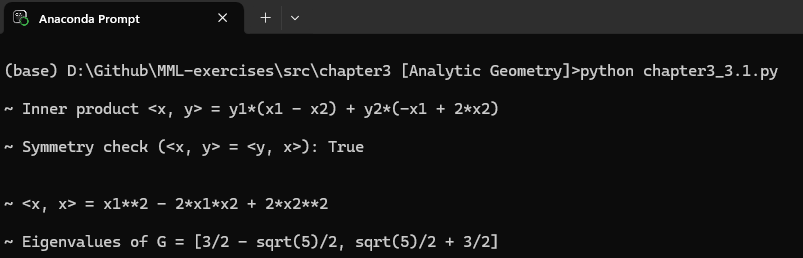 Anaconda Prompt
(base) D:\Github\MML-exercises\src\chapter3 [Analytic Geometry]>python chapter3_3.1.py
~ Inner product <x, y> = y1*(x1 - x2) + y2*(-x1 + 2*x2)
~ Symmetry check (<x, y> = <y, x>): True
~ <x, x> = x1**2 - 2*x1*x2 + 2*x2**2
~ Eigenvalues of G = [3/2 - sqrt(5)/2, sqrt(5)/2 + 3/2]